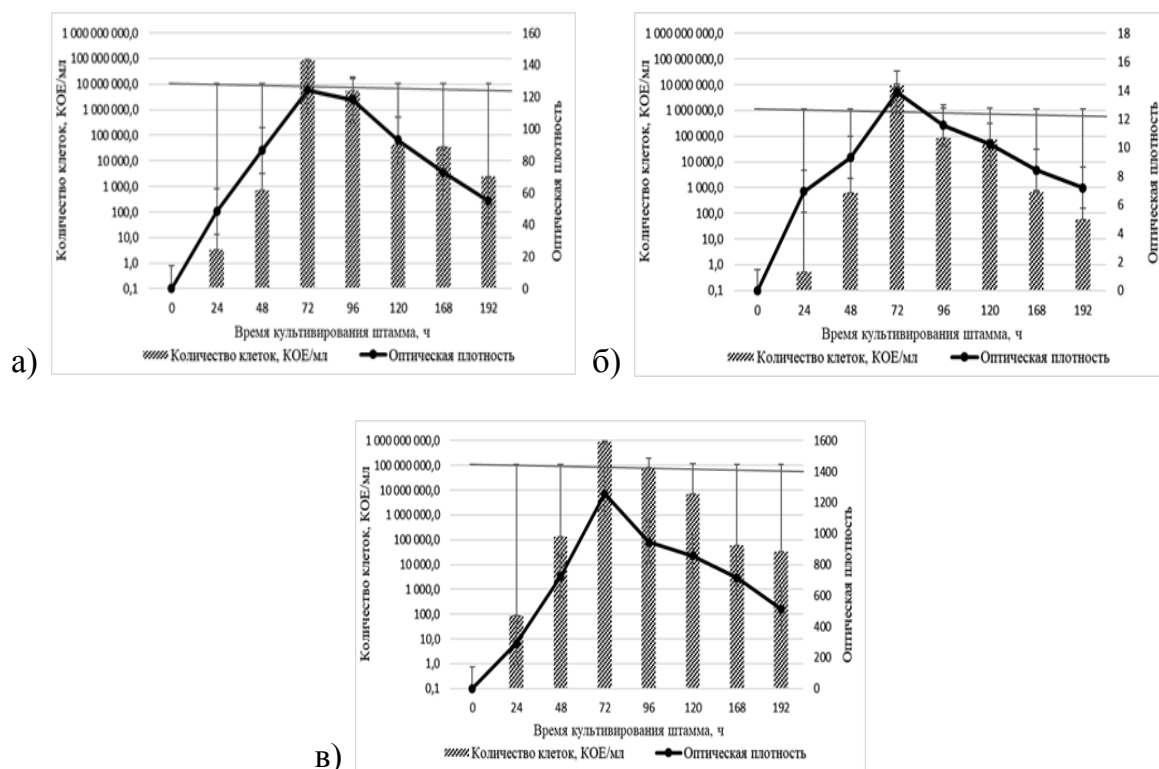 Количество клеток, КОЕ/мл
1 000 000 000,0
100 000 000,0
10 000 000,0
1 000 000,0
100 000,0
10 000,0
1 000,0
100,0
10,0
1,0
0,1
160
140
120
100
80
60
40
20
0
Оптическая плотность
0 24 48 72 96 120 168 192
Время культивирования штамма, ч
Количество клеток, КОЕ/мл Оптическая плотность
а)
Количество клеток, КОЕ/мл
1 000 000 000,0
100 000 000,0
10 000 000,0
1 000 000,0
100 000,0
10 000,0
1 000,0
100,0
10,0
1,0
0,1
18
16
14
12
10
8
6
4
2
0
Оптическая плотность
0 24 48 72 96 120 168 192
Время культивирования штамма, ч
Количество клеток, КОЕ/мл Оптическая плотность
б)
Количество клеток, КОЕ/мл
1 000 000 000,0
100 000 000,0
10 000 000,0
1 000 000,0
100 000,0
10 000,0
1 000,0
100,0
10,0
1,0
0,1
1600
1400
1200
1000
800
600
400
200
0
Оптическая плотность
0 24 48 72 96 120 168 192
Время культивирования штамма, ч
Количество клеток, КОЕ/мл Оптическая плотность
в)